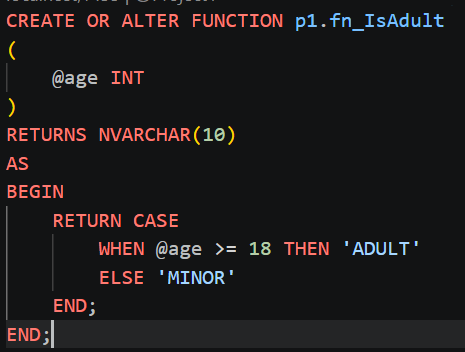 CREATE OR ALTER FUNCTION p1.fn_IsAdult
(
    @age INT
)
RETURNS NVARCHAR(10)
AS
BEGIN
    RETURN CASE
        WHEN @age >= 18 THEN 'ADULT'
        ELSE 'MINOR'
    END;
END;